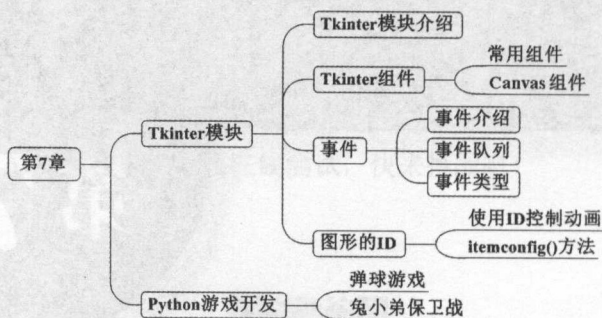 Tkinter模块介绍
常用组件
Tkinter组件
Canvas组件
事件介绍
Tkinter模块
事件
事件队列
第7章
事件类型
使用ID控制动画
图形的ID
itemconfig()方法
弹球游戏
Python游戏开发
兔小弟保卫战